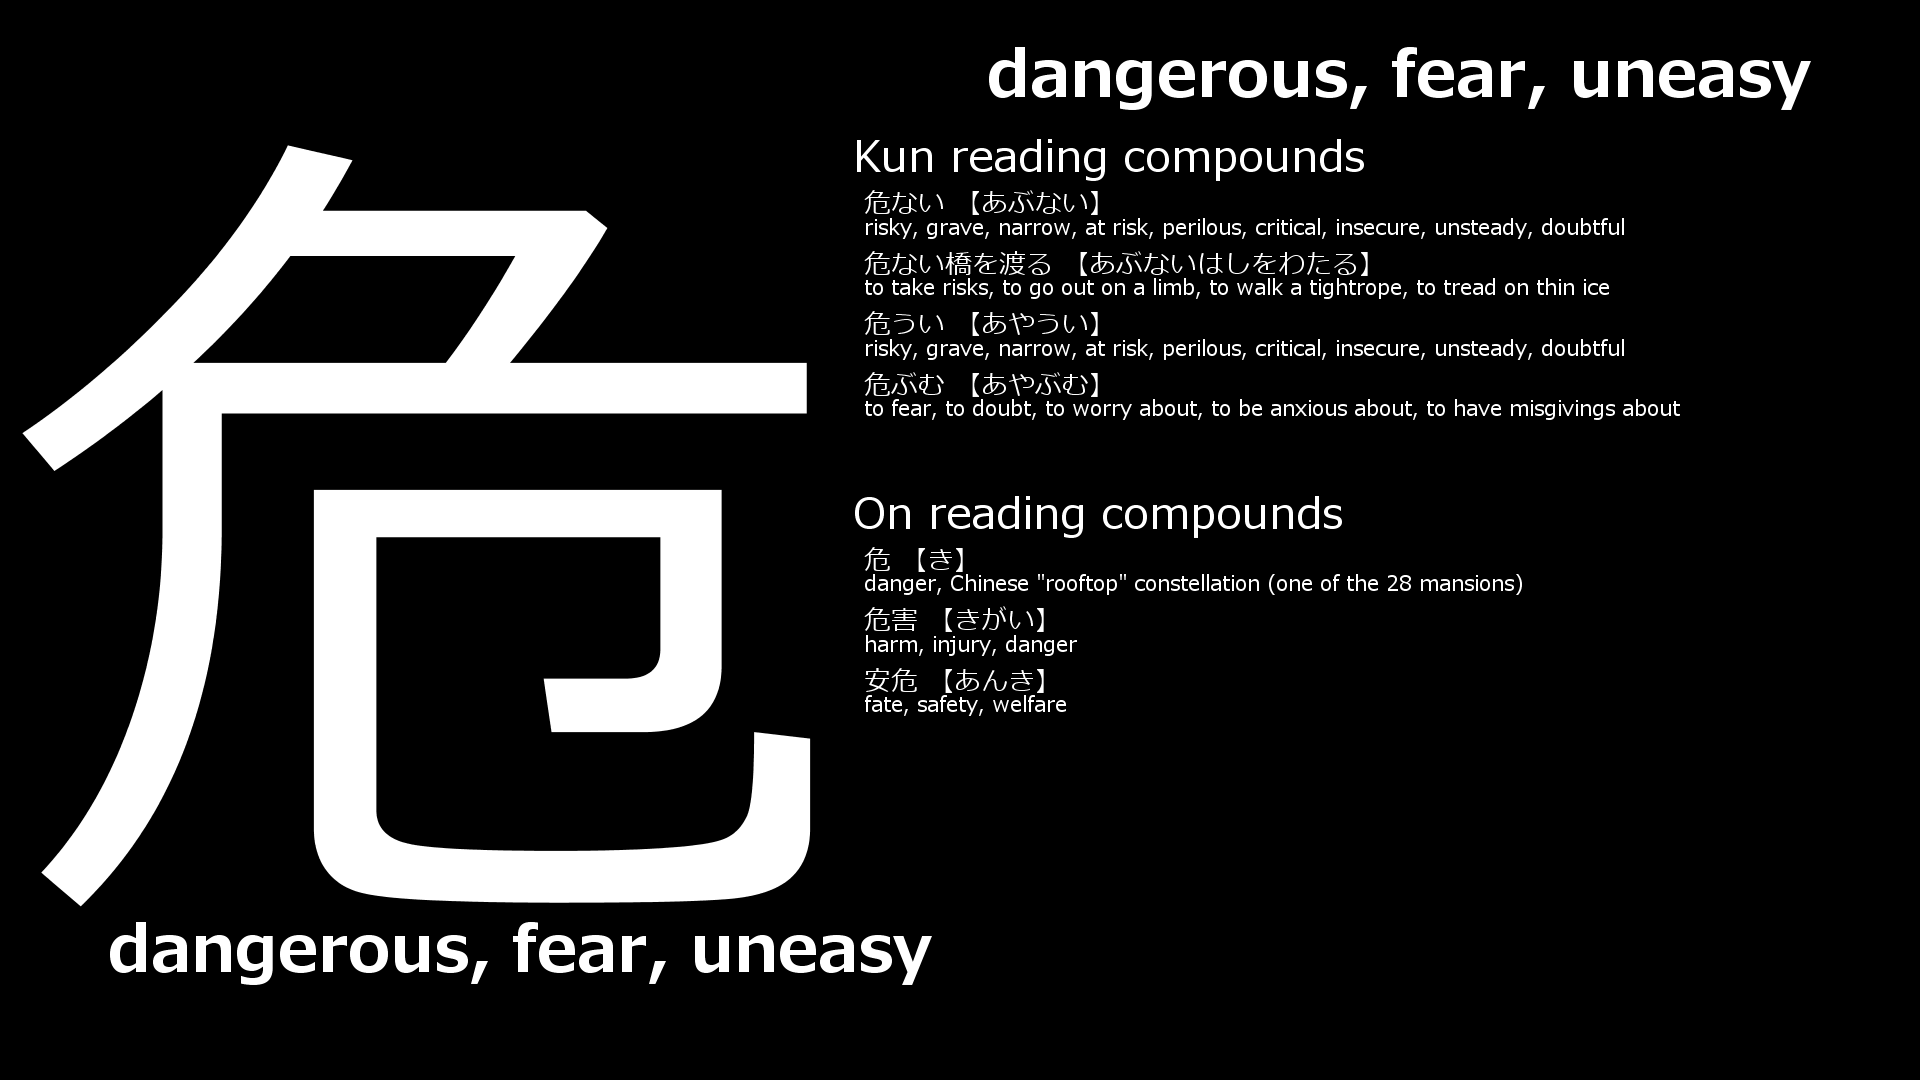 危
dangerous, fear, uneasy
dangerous, fear, uneasy
Kun reading compounds
危ない 【あぶない】
risky, grave, narrow, at risk, perilous, critical, insecure, unsteady, doubtful
危ない橋を渡る 【あぶないはしをわたる】
to take risks, to go out on a limb, to walk a tightrope, to tread on thin ice
危うい 【あやうい】
risky, grave, narrow, at risk, perilous, critical, insecure, unsteady, doubtful
危ぶむ 【あやぶむ】
to fear, to doubt, to worry about, to be anxious about, to have misgivings about
On reading compounds
危 【き】
danger, Chinese "rooftop" constellation (one of the 28 mansions)
危害 【きがい】
harm, injury, danger
安危 【あんき】
fate, safety, welfare